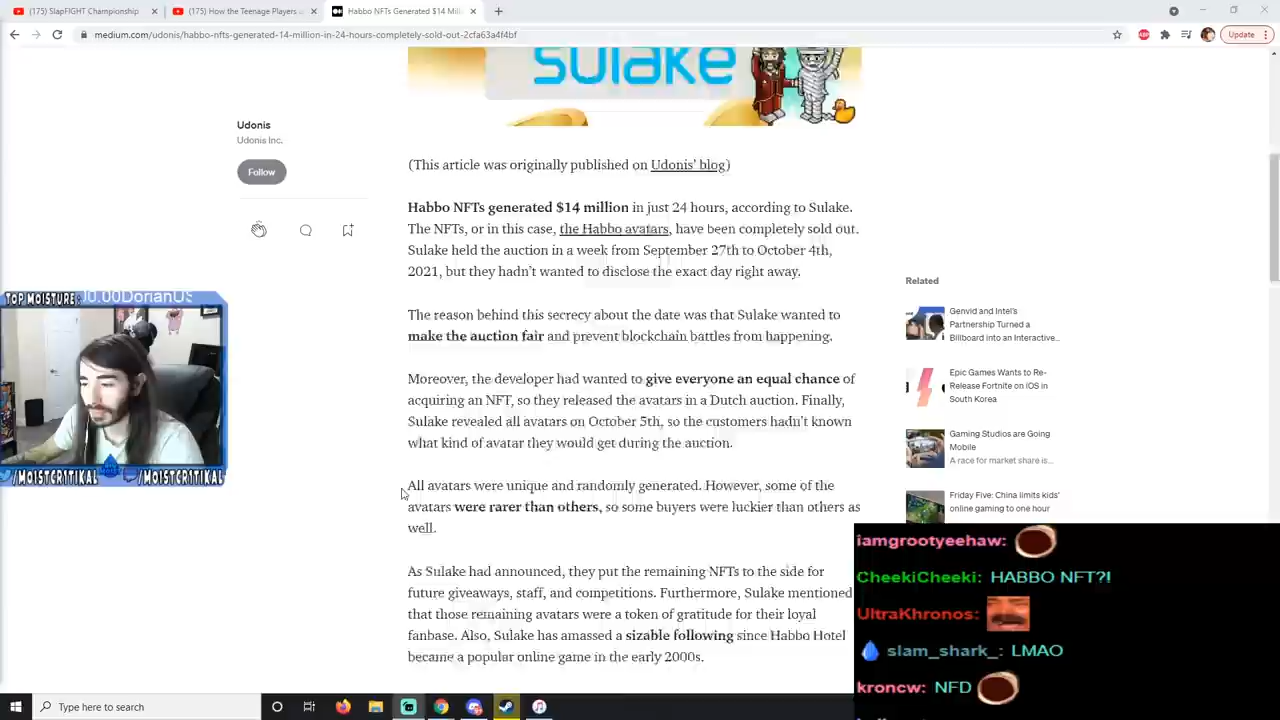 (175) SlapFIGHT Championship
(175) How the Teenage Players u
Habbo NFTs Generated $14 Mill
medium.com/udonis/habbo-nfts-generated-14-million-in-24-hours-completely-sold-out-2cfa63a4f4bf
Update
sulake
Udonis
Udonis Inc.
Follow
(This article was originally published on Udonis' blog)
Habbo NFTs generated $14 million in just 24 hours, according to Sulake.
The NFTs, or in this case, the Habbo avatars, have been completely sold out.
Sulake held the auction in a week from September 27th to October 4th,
2021, but they hadn't wanted to disclose the exact day right away.
The reason behind this secrecy about the date was that Sulake wanted to
make the auction fair and prevent blockchain battles from happening.
Moreover, the developer had wanted to give everyone an equal chance of
acquiring an NFT, so they released the avatars in a Dutch auction. Finally,
Sulake revealed all avatars on October 5th, so the customers hadn't known
what kind of avatar they would get during the auction.
All avatars were unique and randomly generated. However, some of the
avatars were rarer than others, so some buyers were luckier than others as
well.
As Sulake had announced, they put the remaining NFTs to the side for
future giveaways, staff, and competitions. Furthermore, Sulake mentioned
that those remaining avatars were a token of gratitude for their loyal
fanbase. Also, Sulake has amassed a sizable following since Habbo Hotel
became a popular online game in the early 2000s.
Related
Genvid and Intel's
Partnership Turned a
Billboard into an Interactive...
Epic Games Wants to Re-
Release Fortnite on iOS in
South Korea
Gaming Studios are Going
Mobile
A race for market share is...
Friday Five: China limits kids'
online gaming to one hour
TOP MOISTURE:
/MOISTCRITIKAL
/MOISTCRITIKAL
iamgrootyeehaw:
CheekiCheeki: HABBO NFT?!
UltraKhronos:
slam_shark_: LMAO
kroncw: NFD
Type here to search